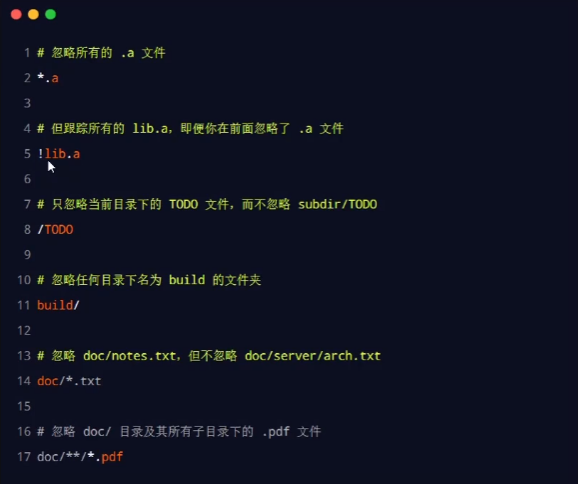 1 # 忽略所有的 .a 文件
2 *.a
3
4 # 但跟踪所有的 lib.a，即便你在前面忽略了 .a 文件
5 !lib.a
6
7 # 只忽略当前目录下的 TODO 文件，而不忽略 subdir/TODO
8 /TODO
9
10 # 忽略任何目录下名为 build 的文件夹
11 build/
12
13 # 忽略 doc/notes.txt，但不忽略 doc/server/arch.txt
14 doc/*.txt
15
16 # 忽略 doc/ 目录及其所有子目录下的 .pdf 文件
17 doc/**/*.pdf